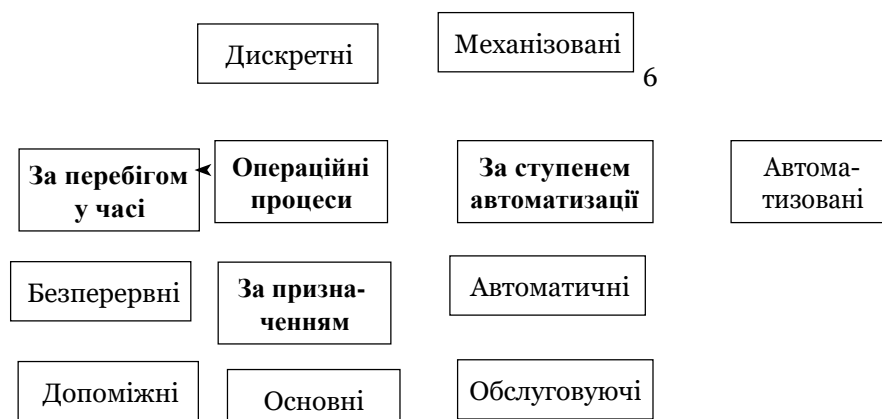 Дискретні
Механізовані
6
За перебігом
у часі
Операційні
процеси
За ступенем
автоматизації
Автома-
тизовані
Безперервні
За призна-
ченням
Автоматичні
Допоміжні
Основні
Обслуговуючі